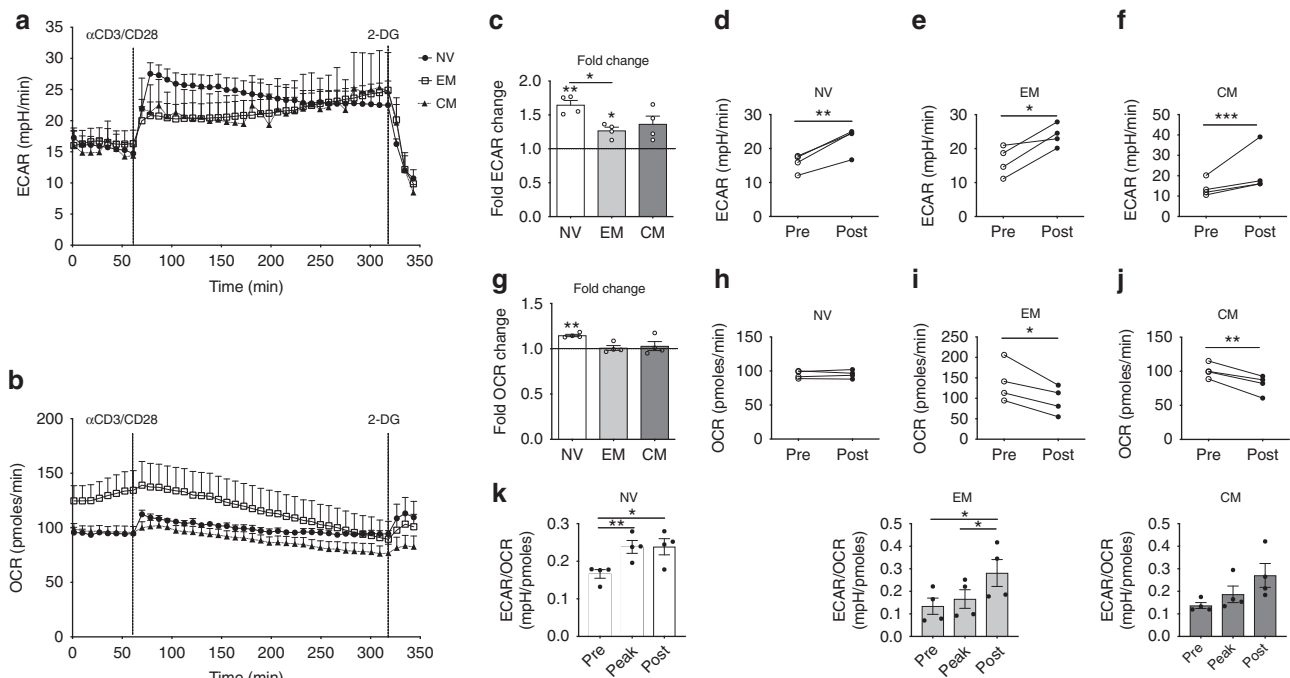 a
αCD3/CD28
2-DG
NV
EM
CM
ECAR (mpH/min)
35
30
25
20
15
10
5
0
0 50 100 150 200 250 300 350
Time (min)
b
αCD3/CD28
2-DG
OCR (pmoles/min)
200
150
100
50
0
0 50 100 150 200 250 300 350
Time (min)
c
Fold change
Fold ECAR change
2.0
1.5
1.0
0.5
0.0
*
**
*
NV EM CM
d
NV
ECAR (mpH/min)
40
30
20
10
0
**
Pre Post
e
EM
ECAR (mpH/min)
30
20
10
0
*
Pre Post
f
CM
ECAR (mpH/min)
50
40
30
20
10
0
***
Pre Post
g
Fold change
Fold OCR change
1.5
1.0
0.5
0.0
**
NV EM CM
h
NV
OCR (pmoles/min)
150
100
50
0
Pre Post
i
EM
OCR (pmoles/min)
250
200
150
100
50
0
*
Pre Post
j
CM
OCR (pmoles/min)
150
100
50
0
**
Pre Post
k
NV
ECAR/OCR
(mpH/pmoles)
0.3
0.2
0.1
0.0
*
**
Pre Peak Post
EM
ECAR/OCR
(mpH/pmoles)
0.5
0.4
0.3
0.2
0.1
0.0
*
*
Pre Peak Post
CM
ECAR/OCR
(mpH/pmoles)
0.5
0.4
0.3
0.2
0.1
0.0
Pre Peak Post